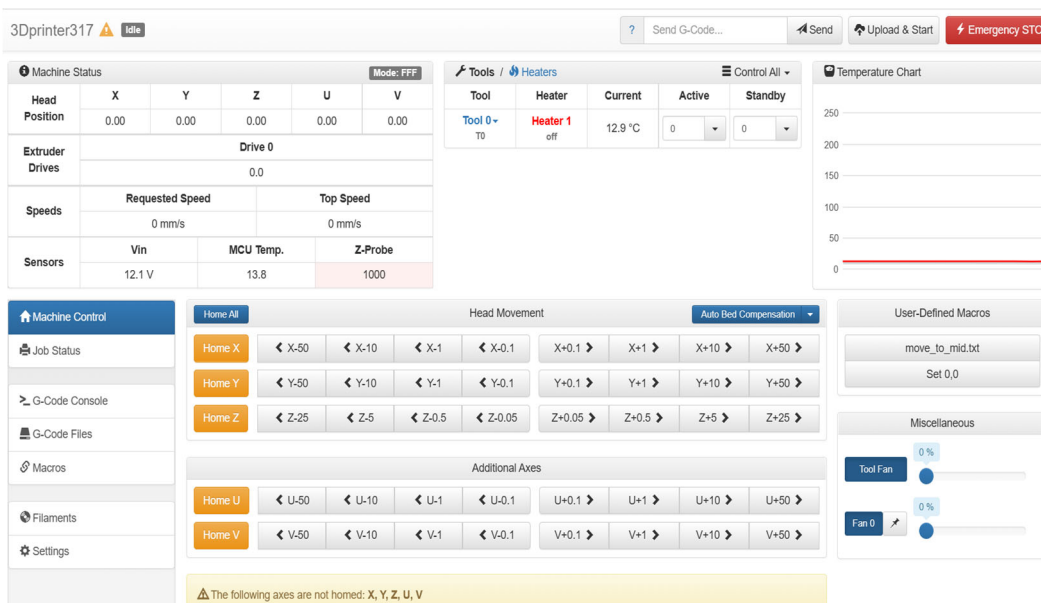 3Dprinter317 Idle ? Send G-Code... Send Upload & Start Emergency STO
Machine Status Mode: FFF
Head Position X Y Z U V
0.00 0.00 0.00 0.00 0.00
Extruder Drives Drive 0
0.0
Speeds Requested Speed Top Speed
0 mm/s 0 mm/s
Sensors Vin MCU Temp. Z-Probe
12.1 V 13.8 1000
Tools / Heaters Control All
Tool Heater Current Active Standby
Tool 0 Heater 1 12.9 °C 0 0
T0 off
Temperature Chart
250
200
150
100
50
0
Machine Control
Job Status
G-Code Console
G-Code Files
Macros
Filaments
Settings
Home All Head Movement Auto Bed Compensation
Home X X-50 X-10 X-1 X-0.1 X+0.1 X+1 X+10 X+50
Home Y Y-50 Y-10 Y-1 Y-0.1 Y+0.1 Y+1 Y+10 Y+50
Home Z Z-25 Z-5 Z-0.5 Z-0.05 Z+0.05 Z+0.5 Z+5 Z+25
Additional Axes
Home U U-50 U-10 U-1 U-0.1 U+0.1 U+1 U+10 U+50
Home V V-50 V-10 V-1 V-0.1 V+0.1 V+1 V+10 V+50
The following axes are not homed: X, Y, Z, U, V
User-Defined Macros
move_to_mid.txt
Set 0,0
Miscellaneous
0 %
Tool Fan
0 %
Fan 0